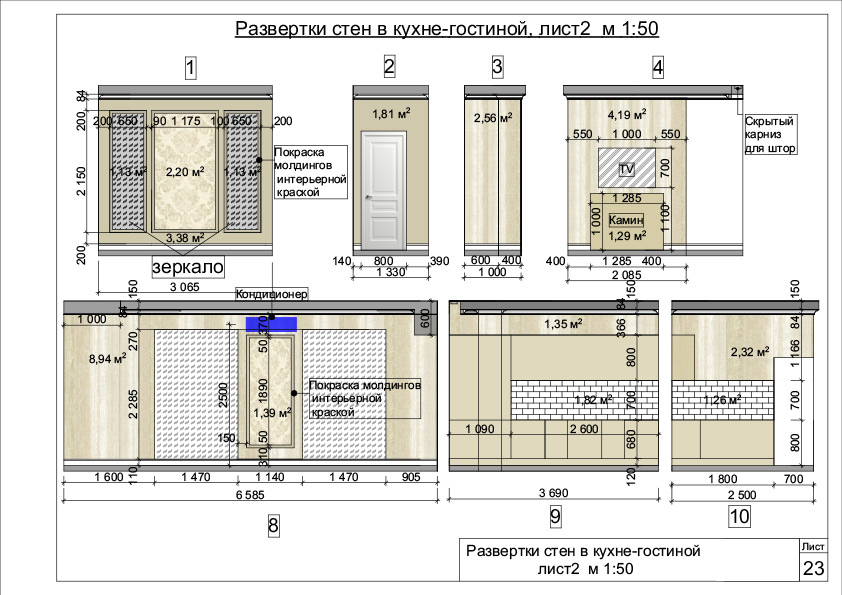 Развертки стен в кухне-гостиной, лист2 м 1:50
1
2
3
4
84
200
2 150
200
200 650 90 1 175 100 650 200
1,13 м²
2,20 м²
1,13 м²
3,38 м²
зеркало
3 065
Покраска
молдингов
интерьерной
краской
1,81 м²
140 800 390
1 330
2,56 м²
600 400
1 000
4,19 м²
550 1 000 550
TV
700
1 285
1 000
1 100
Камин
1,29 м²
400 1 285 400
2 085
Скрытый
карниз
для штор
Кондиционер
150
84
1 000
600
370
8,94 м²
270
2 285
110
2500
50
1890
1,39 м²
150
50
310
Покраска молдингов
интерьерной
краской
1 600 1 470 1 140 1 470 905
6 585
8
150
84
366
1,35 м²
800
1,82 м²
700
1 090 2 600
680
120
3 690
9
150
84
1 166
2,32 м²
1,26 м²
700
800
1 800 700
2 500
10
Развертки стен в кухне-гостиной
лист2 м 1:50
Лист
23